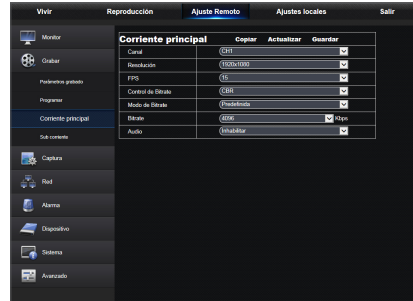 Vivir Reproducción Ajuste Remoto Ajustes locales Salir
Monitor
Grabar
Parámetros grabado
Programar
Corriente principal
Sub corriente
Captura
Red
Alarma
Dispositivo
Sistema
Avanzado
Corriente principal Copiar Actualizar Guardar
Canal CH1
Resolución 1920x1080
FPS 15
Control de Bitrate CBR
Modo de Bitrate Predefinida
Bitrate 4096 Kbps
Audio Inhabilitar